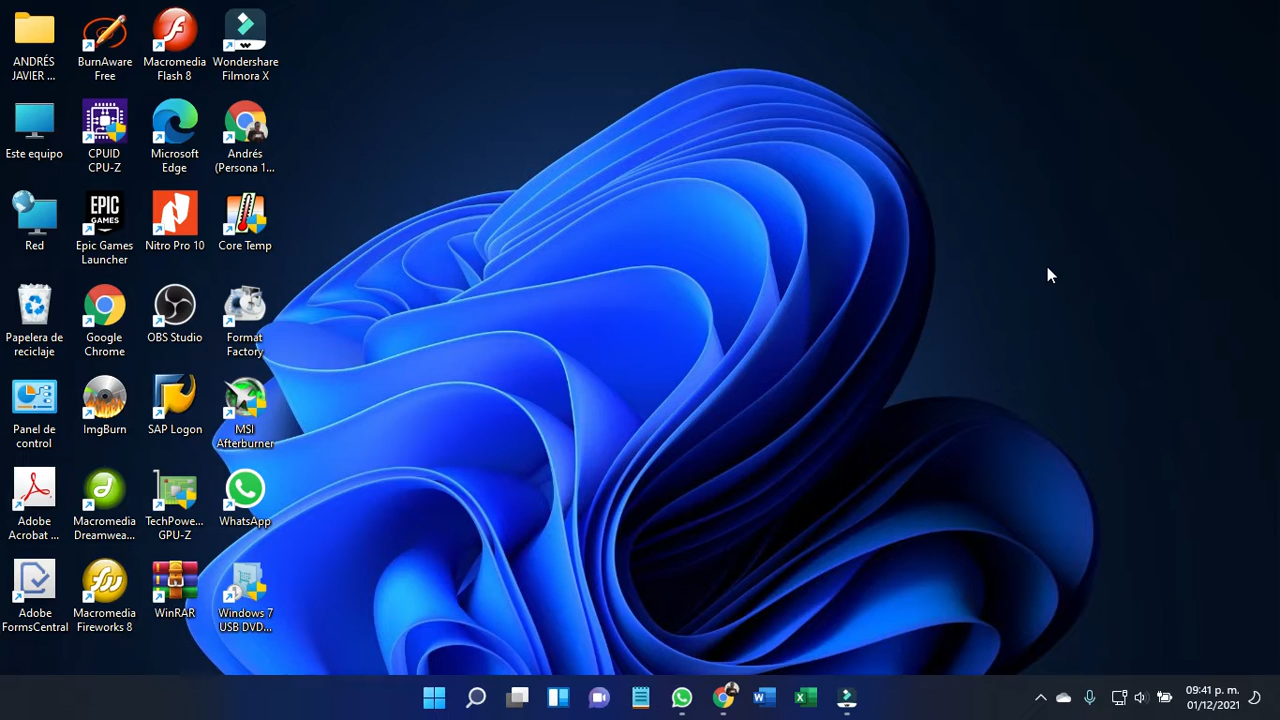 ANDRÉS
JAVIER ...
BurnAware
Free
Macromedia
Flash 8
Wondershare
Filmora X
Este equipo
CPUID
CPU-Z
Microsoft
Edge
Andrés
(Persona 1...
Red
EPIC
GAMES
Epic Games
Launcher
Nitro Pro 10
Core Temp
Papelera de
reciclaje
Google
Chrome
OBS Studio
Format
Factory
Panel de
control
ImgBurn
SAP Logon
MSI
Afterburner
Adobe
Acrobat ...
Macromedia
Dreamwea...
TechPowe...
GPU-Z
WhatsApp
Adobe
FormsCentral
Macromedia
Fireworks 8
WinRAR
Windows 7
USB DVD...
05:41 p. m.
01/12/2021